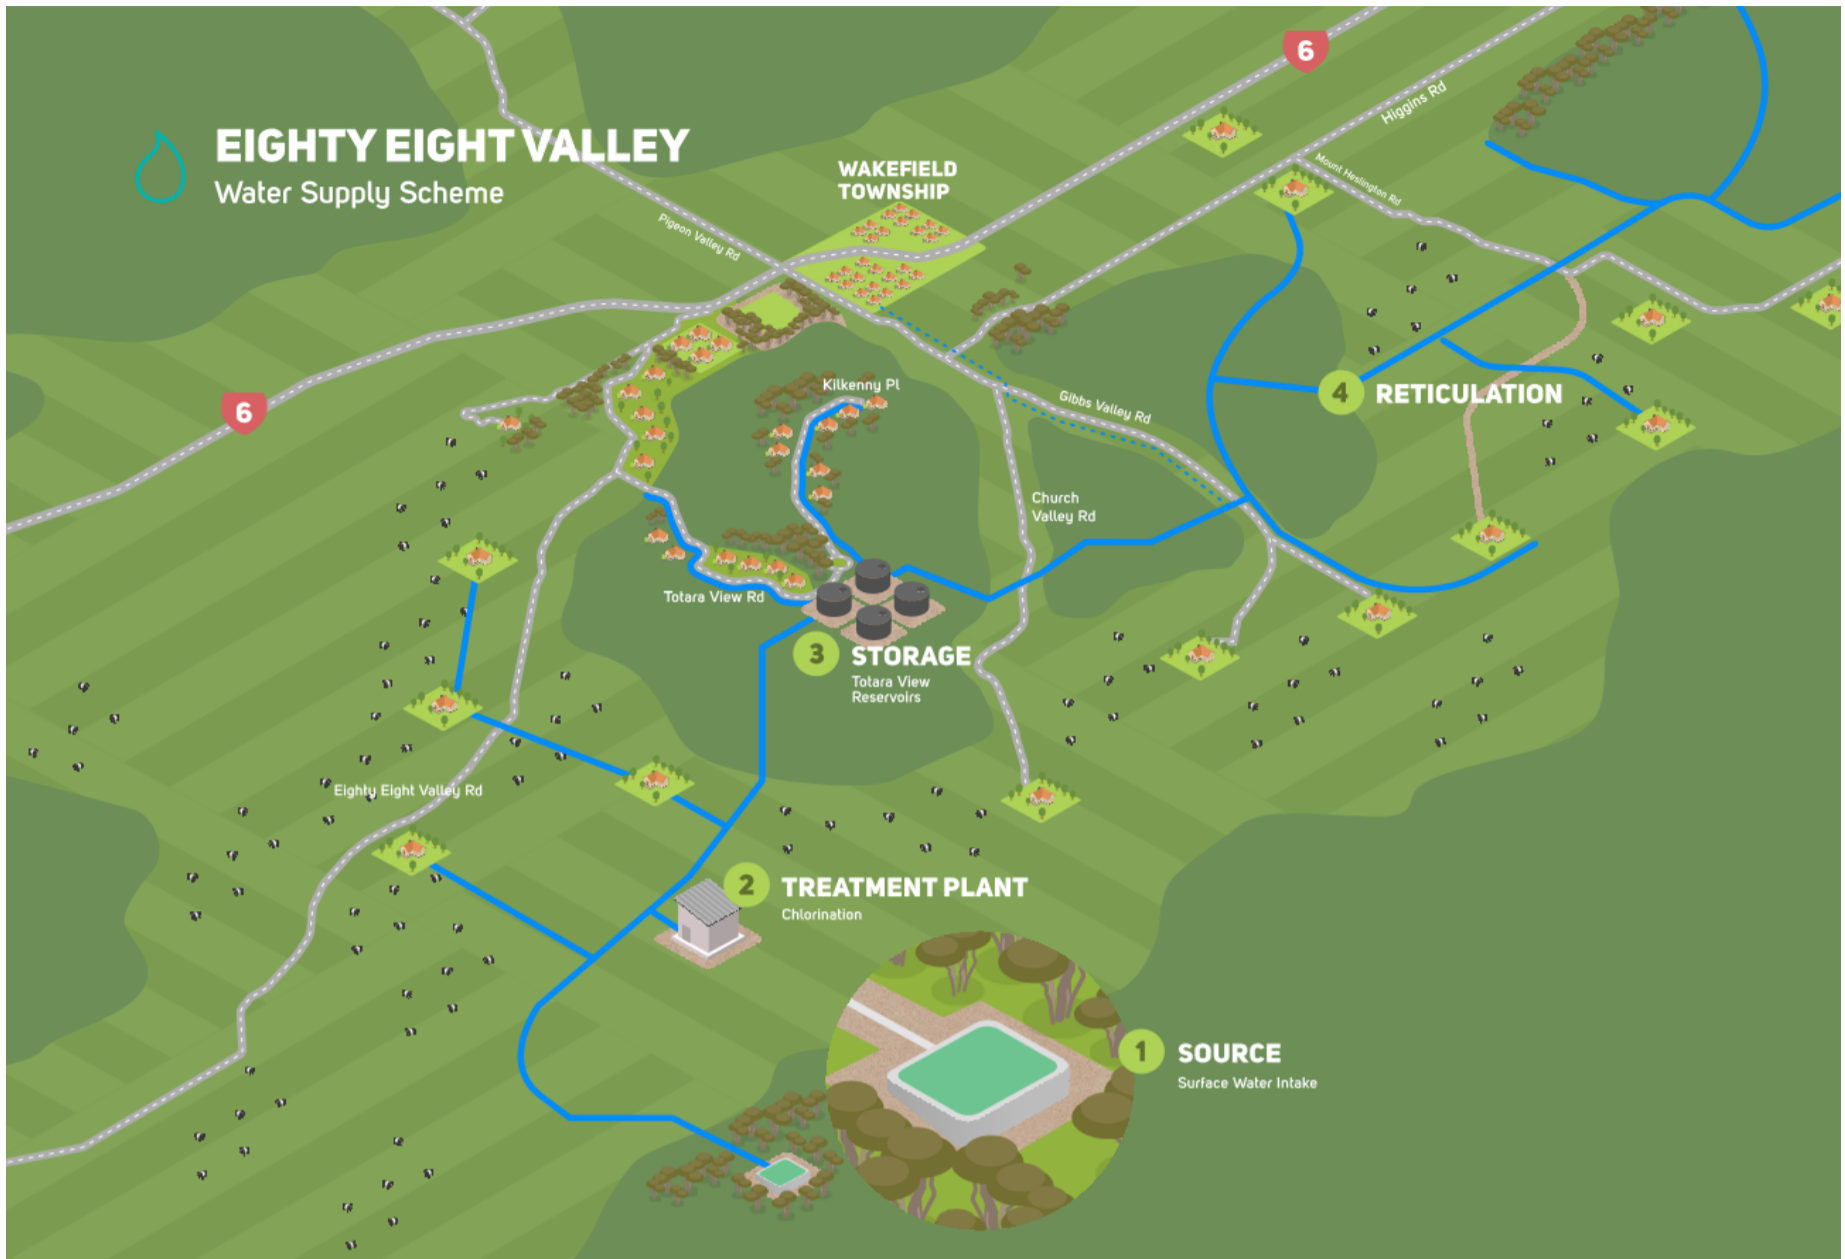 6
Higgins Rd
EIGHTY EIGHT VALLEY
Water Supply Scheme
WAKEFIELD
TOWNSHIP
Mount Heslington Rd
Pigeon Valley Rd
6
Kilkenny Pl
4
RETICULATION
Gibbs Valley Rd
Church
Valley Rd
Totara View Rd
3
STORAGE
Totara View
Reservoirs
Eighty Eight Valley Rd
2
TREATMENT PLANT
Chlorination
1
SOURCE
Surface Water Intake